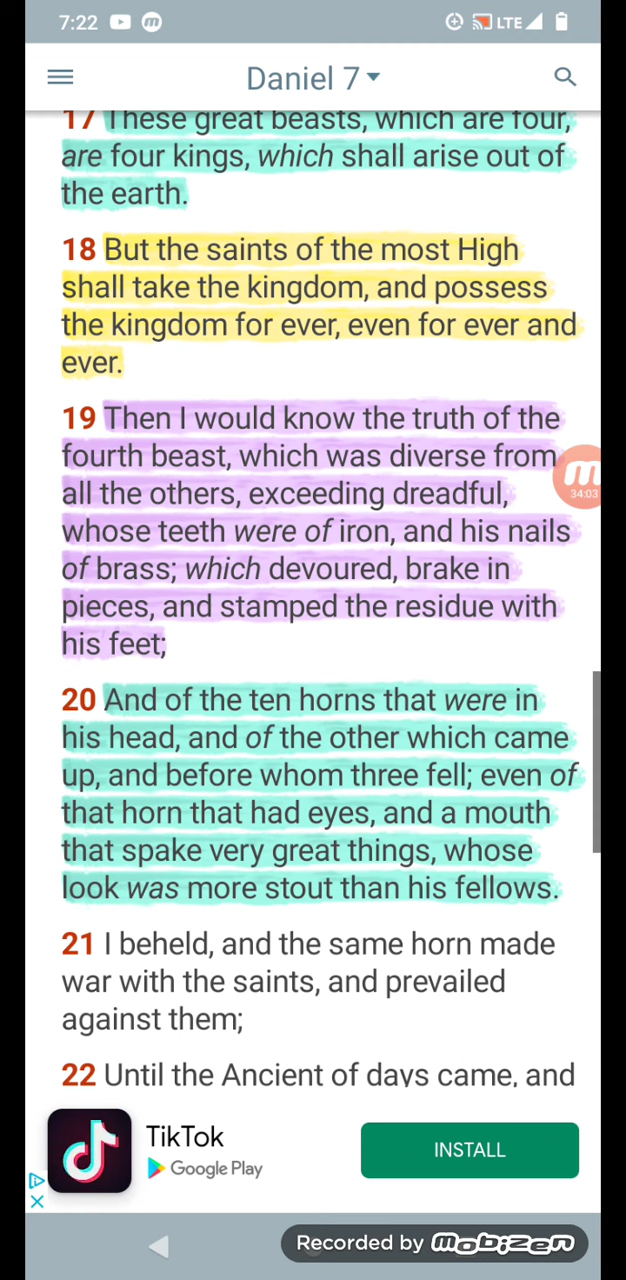 7:22
LTE
Daniel 7
17 These great beasts, which are four,
are four kings, which shall arise out of
the earth.
18 But the saints of the most High
shall take the kingdom, and possess
the kingdom for ever, even for ever and
ever.
19 Then I would know the truth of the
fourth beast, which was diverse from
all the others, exceeding dreadful,
whose teeth were of iron, and his nails
of brass; which devoured, brake in
pieces, and stamped the residue with
his feet;
34:03
20 And of the ten horns that were in
his head, and of the other which came
up, and before whom three fell; even of
that horn that had eyes, and a mouth
that spake very great things, whose
look was more stout than his fellows.
21 I beheld, and the same horn made
war with the saints, and prevailed
against them;
22 Until the Ancient of days came, and
TikTok
Google Play
INSTALL
Recorded by mobizen